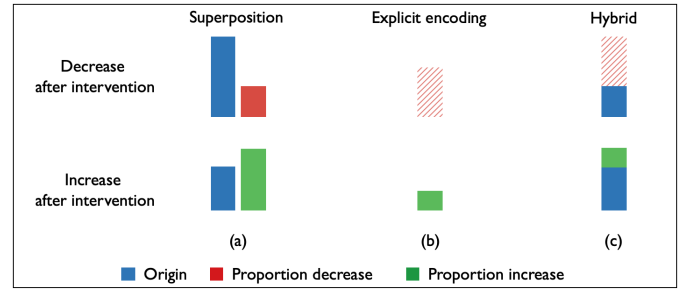 Superposition Explicit encoding Hybrid
Decrease
after intervention
Increase
after intervention
(a) (b) (c)
Origin Proportion decrease Proportion increase